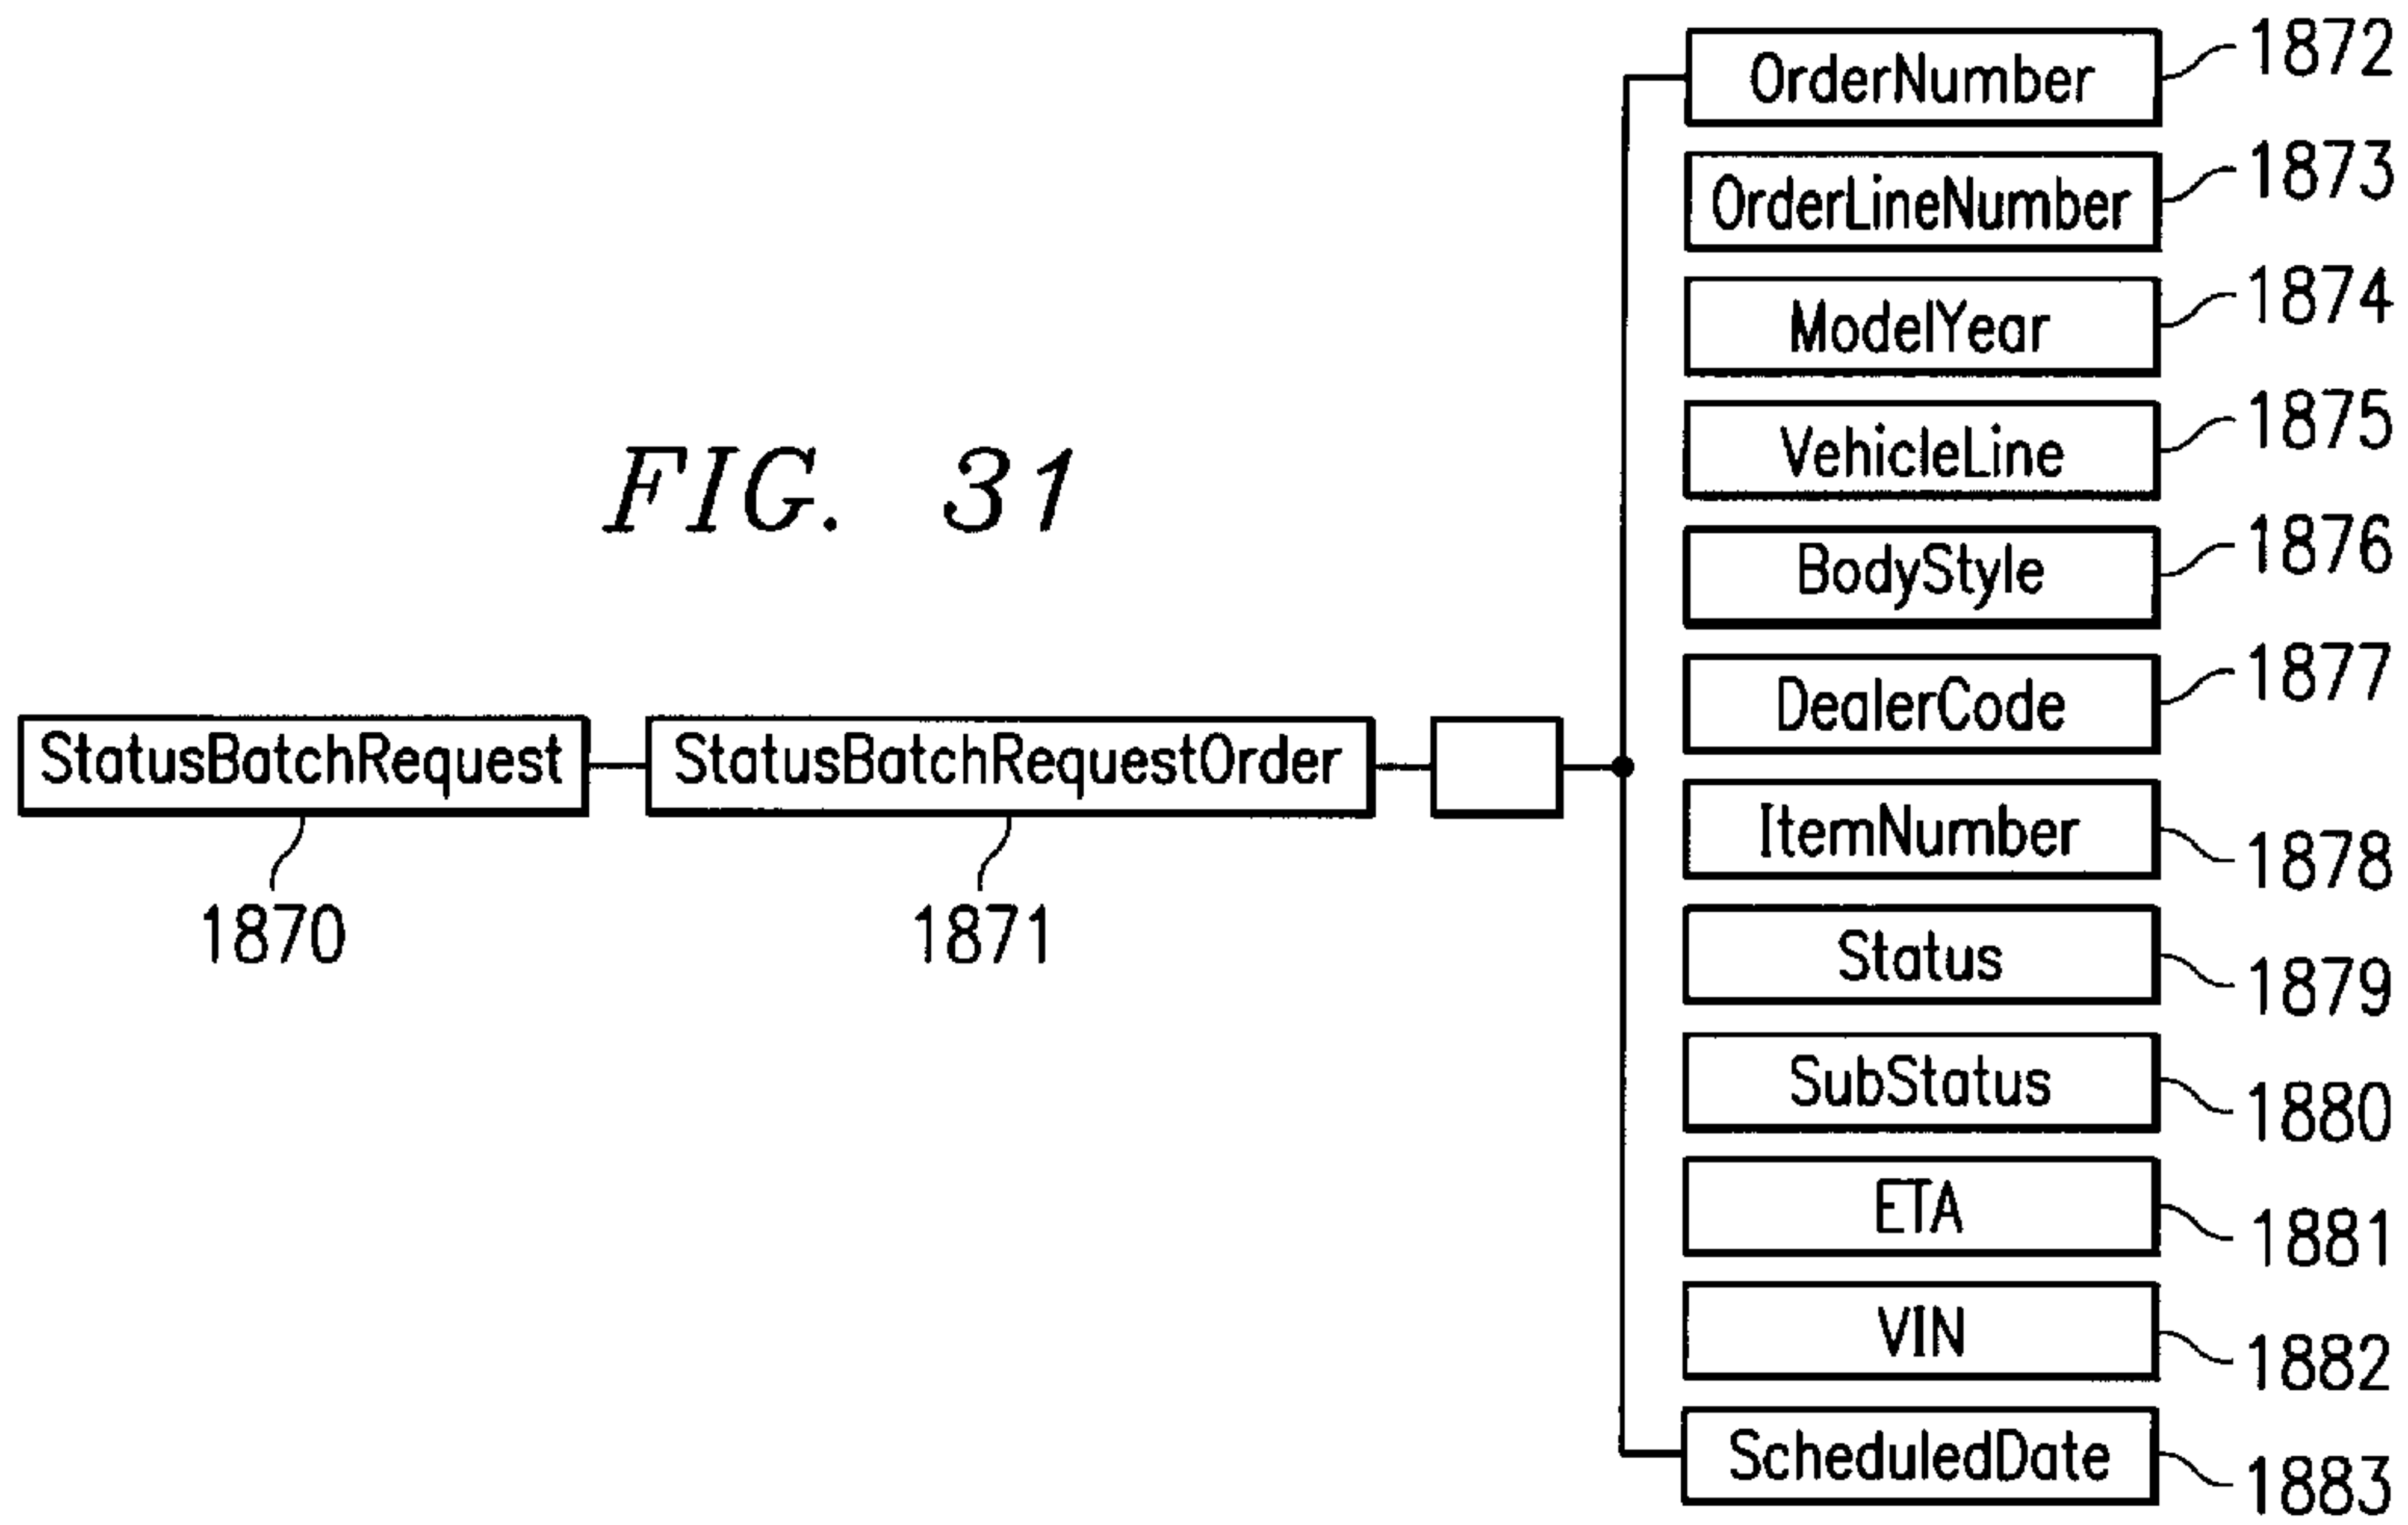 OrderNumber 1872
OrderLineNumber 1873
ModelYear 1874
VehicleLine 1875
FIG. 31
BodyStyle 1876
DealerCode 1877
StatusBatchRequest
StatusBatchRequestOrder
1870
1871
ItemNumber 1878
Status 1879
SubStatus 1880
ETA 1881
VIN 1882
ScheduledDate 1883